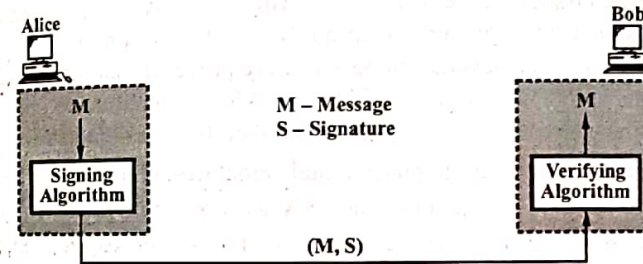 Alice
Bob
M
M – Message
S – Signature
M
Signing
Algorithm
Verifying
Algorithm
(M, S)